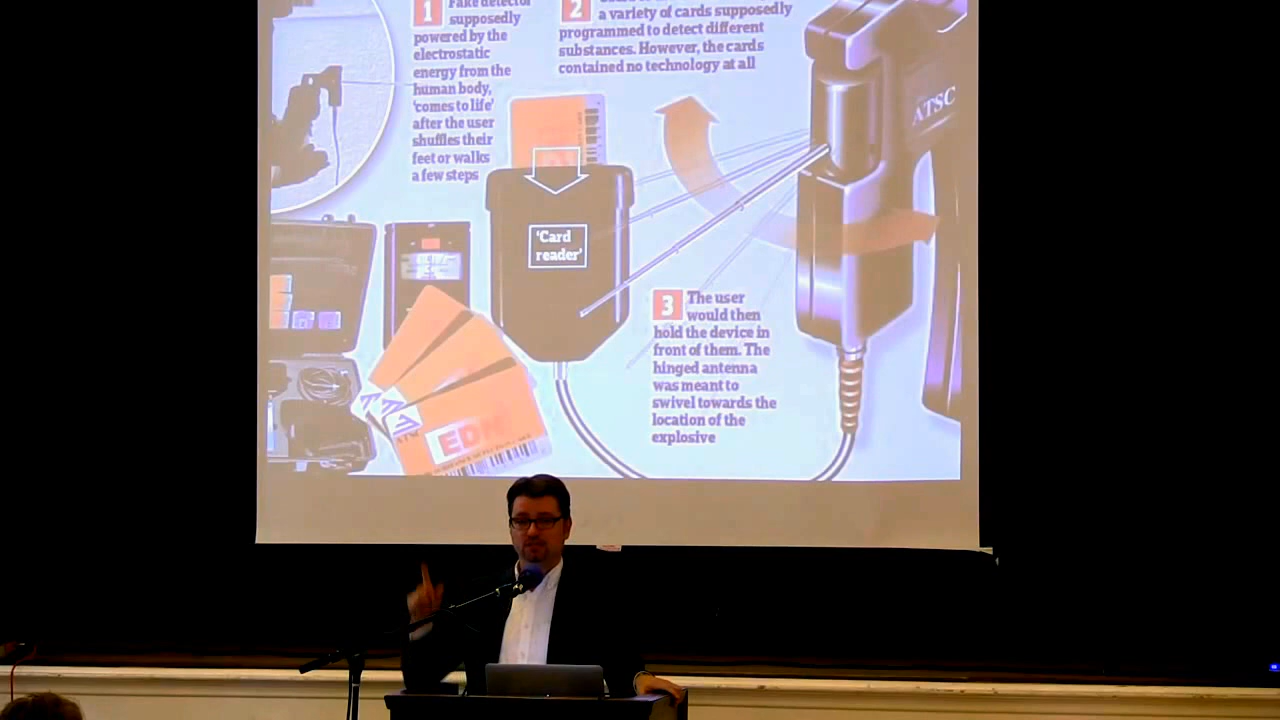 1 Fake detector
supposedly
powered by the
electrostatic
energy from the
human body,
'comes to life'
after the user
shuffles their
feet or walks
a few steps
2
a variety of cards supposedly
programmed to detect different
substances. However, the cards
contained no technology at all
ATSC
'Card
reader'
3 The user
would then
hold the device in
front of them. The
hinged antenna
was meant to
swivel towards the
location of the
explosive